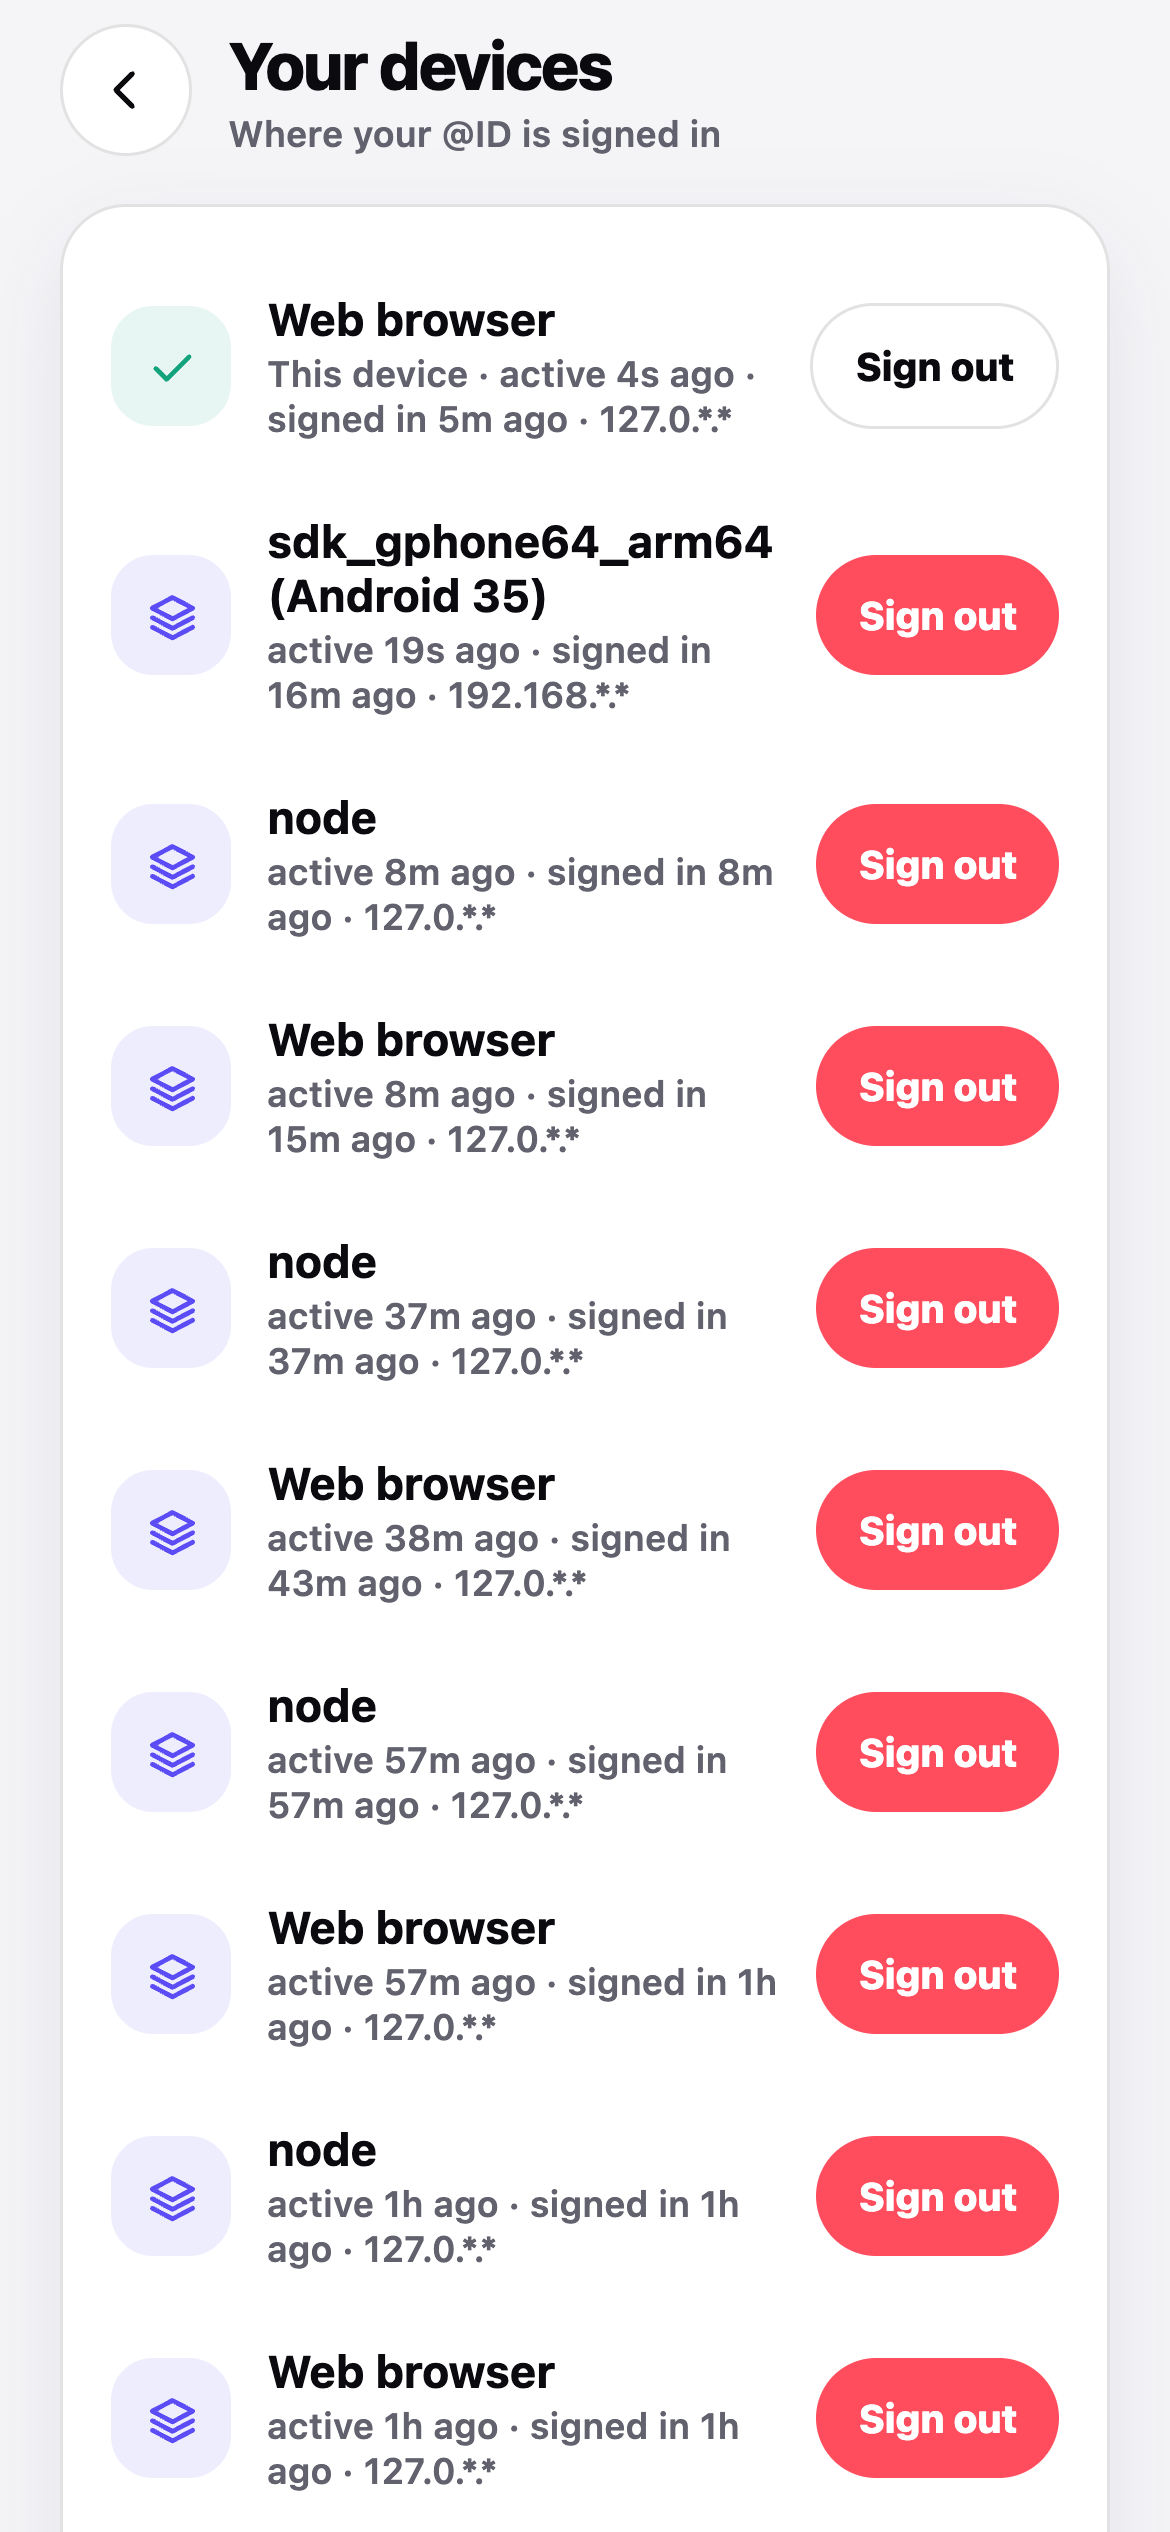 Your devices
Where your @ID is signed in
Web browser
This device · active 4s ago ·
signed in 5m ago · 127.0.*.*
Sign out
sdk_gphone64_arm64
(Android 35)
active 19s ago · signed in
16m ago · 192.168.*.*
Sign out
node
active 8m ago · signed in 8m
ago · 127.0.*.*
Sign out
Web browser
active 8m ago · signed in
15m ago · 127.0.*.*
Sign out
node
active 37m ago · signed in
37m ago · 127.0.*.*
Sign out
Web browser
active 38m ago · signed in
43m ago · 127.0.*.*
Sign out
node
active 57m ago · signed in
57m ago · 127.0.*.*
Sign out
Web browser
active 57m ago · signed in 1h
ago · 127.0.*.*
Sign out
node
active 1h ago · signed in 1h
ago · 127.0.*.*
Sign out
Web browser
active 1h ago · signed in 1h
ago · 127.0.*.*
Sign out